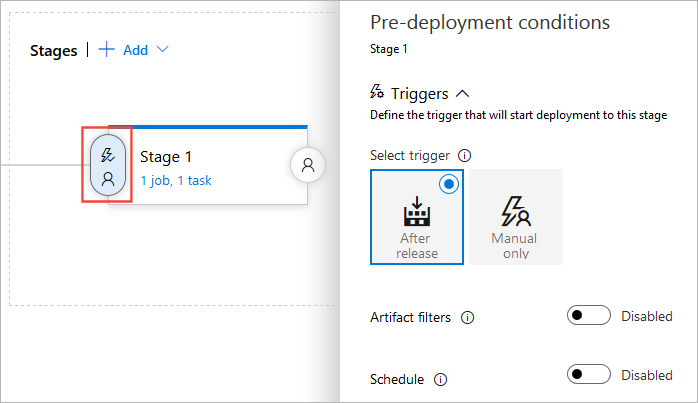 Stages | + Add
Stage 1
1 job, 1 task
Pre-deployment conditions
Stage 1
Triggers
Define the trigger that will start deployment to this stage
Select trigger
After
release
Manual
only
Artifact filters
Disabled
Schedule
Disabled